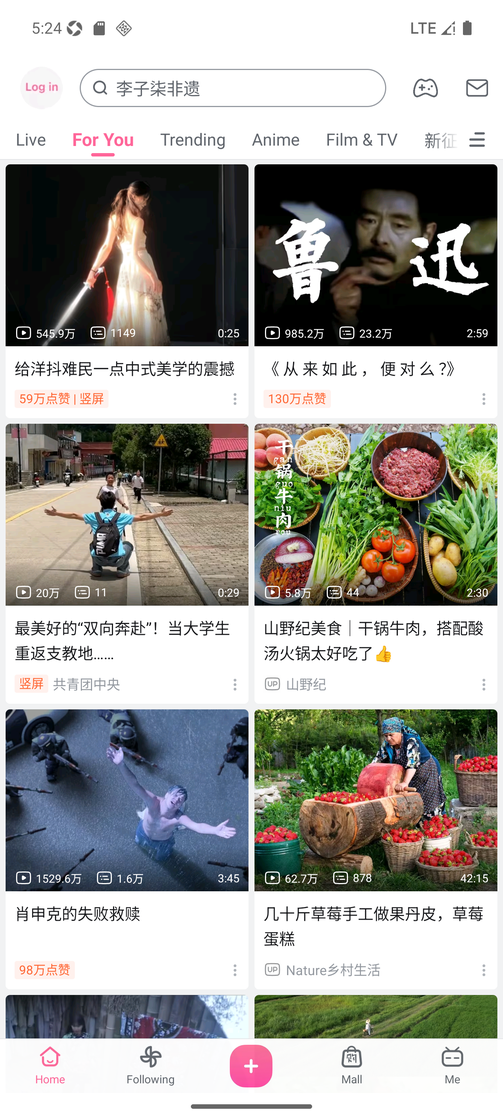 5:24
LTE
Log in
李子柒非遗
Live
For You
Trending
Anime
Film & TV
新征
545.9万
1149
0:25
给洋抖难民一点中式美学的震撼
59万点赞 | 竖屏
鲁迅
985.2万
23.2万
2:59
《 从 来 如 此 ， 便 对 么 ?》
130万点赞
20万
11
0:29
最美好的“双向奔赴”！当大学生
重返支教地......
竖屏
共青团中央
干锅牛肉
gan
guo
niu
rou
5.8万
44
2:30
山野纪美食｜干锅牛肉，搭配酸
汤火锅太好吃了👍
UP
山野纪
1529.6万
1.6万
3:45
肖申克的失败救赎
98万点赞
62.7万
878
42:15
几十斤草莓手工做果丹皮，草莓
蛋糕
UP
Nature乡村生活
Home
Following
购
Mall
Me